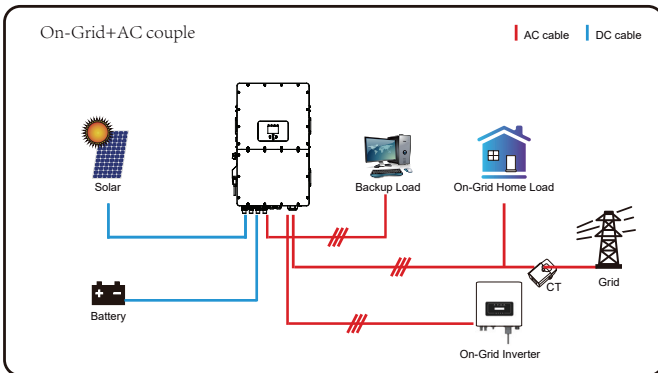 On-Grid+AC couple
AC cable
DC cable
Solar
Backup Load
On-Grid Home Load
CT
Grid
Battery
On-Grid Inverter